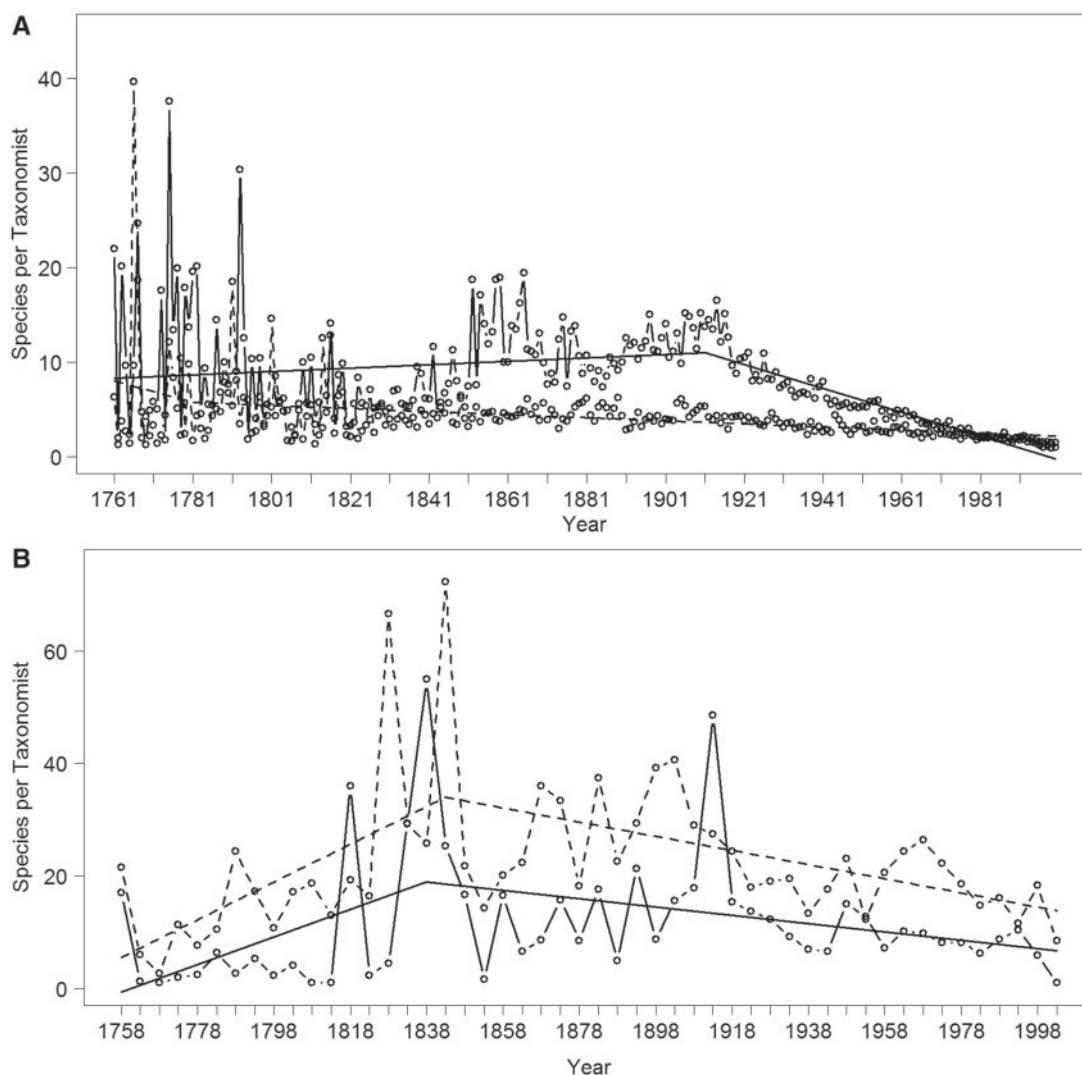 A
Species per Taxonomist
40
30
20
10
0
1761 1781 1801 1821 1841 1861 1881 1901 1921 1941 1961 1981
Year
B
Species per Taxonomist
60
40
20
0
1758 1778 1798 1818 1838 1858 1878 1898 1918 1938 1958 1978 1998
Year